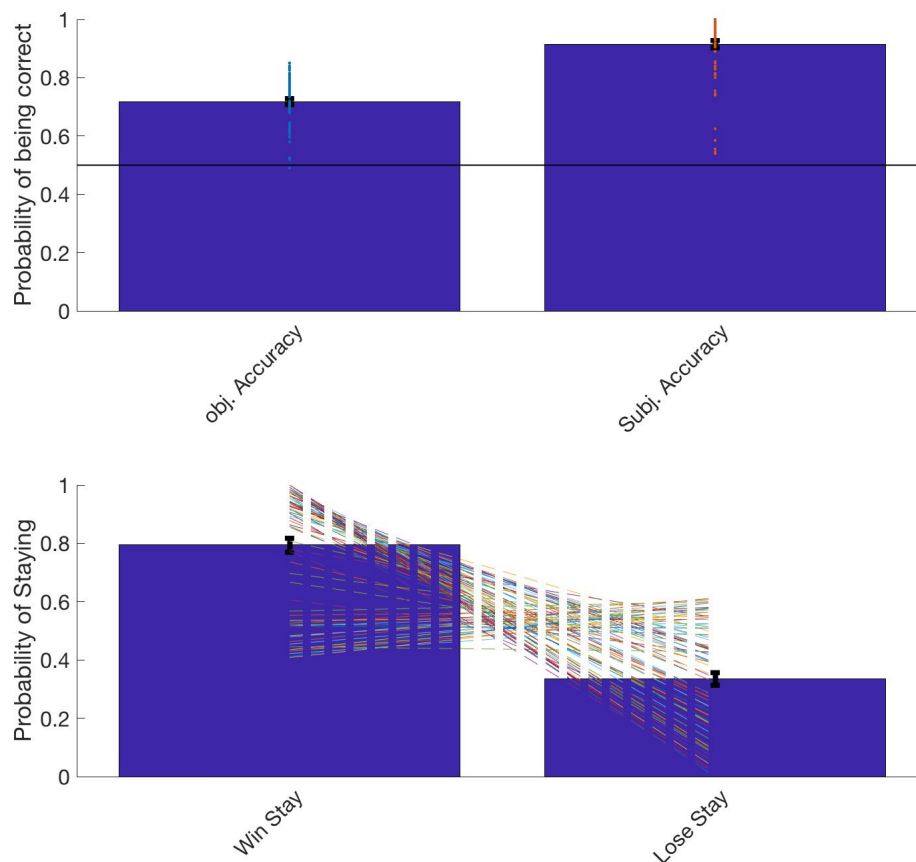 Probability of being correct
1
0.8
0.6
0.4
0.2
0
obj. Accuracy
Subj. Accuracy
Probability of Staying
1
0.8
0.6
0.4
0.2
0
Win Stay
Lose Stay